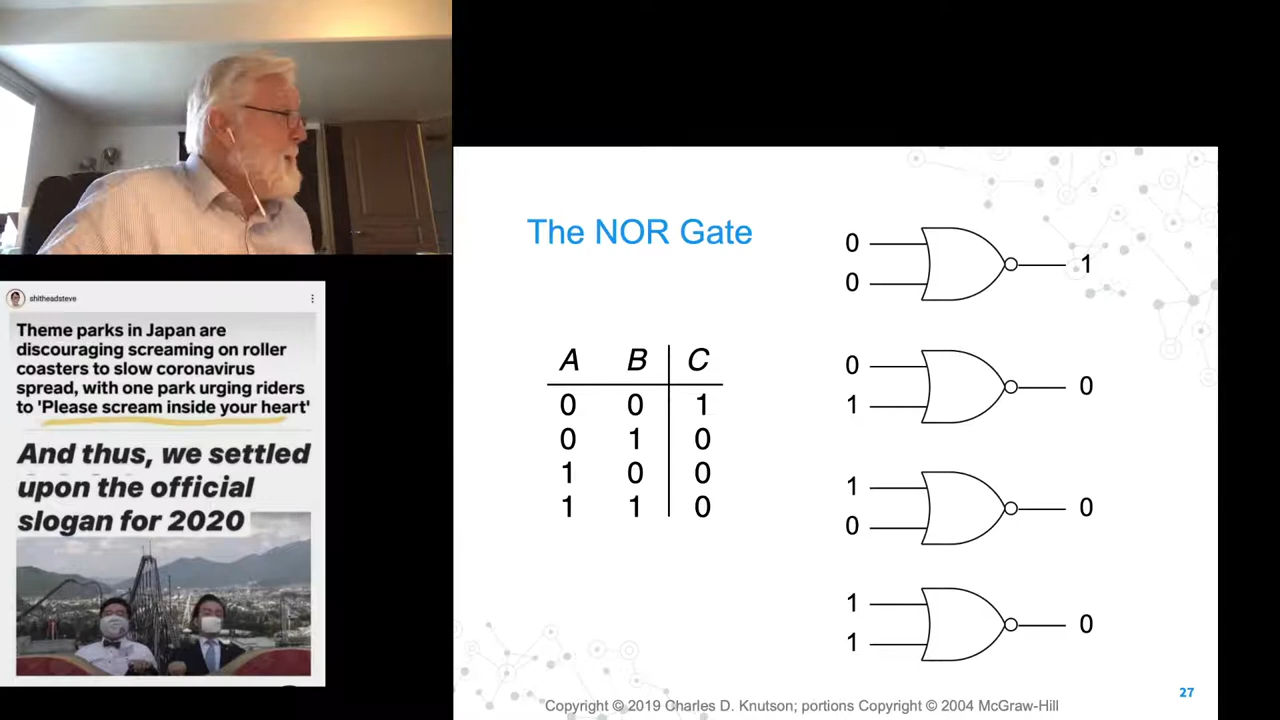 shitheadsteve
Theme parks in Japan are
discouraging screaming on roller
coasters to slow coronavirus
spread, with one park urging riders
to 'Please scream inside your heart'
And thus, we settled
upon the official
slogan for 2020
The NOR Gate
A B C
0 0 1
0 1 0
1 0 0
1 1 0
0
0
1
0
1
0
1
0
0
1
1
0
27
Copyright © 2019 Charles D. Knutson; portions Copyright © 2004 McGraw-Hill